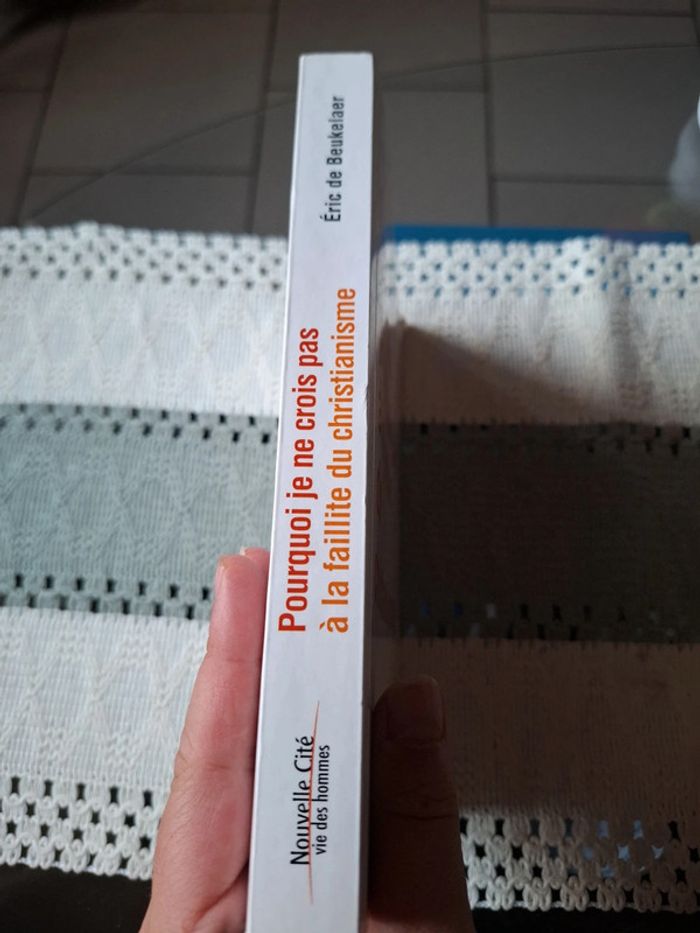 Éric de Beukelaer
Pourquoi je ne crois pas
à la faillite du christianisme
Nouvelle Cité
vie des hommes